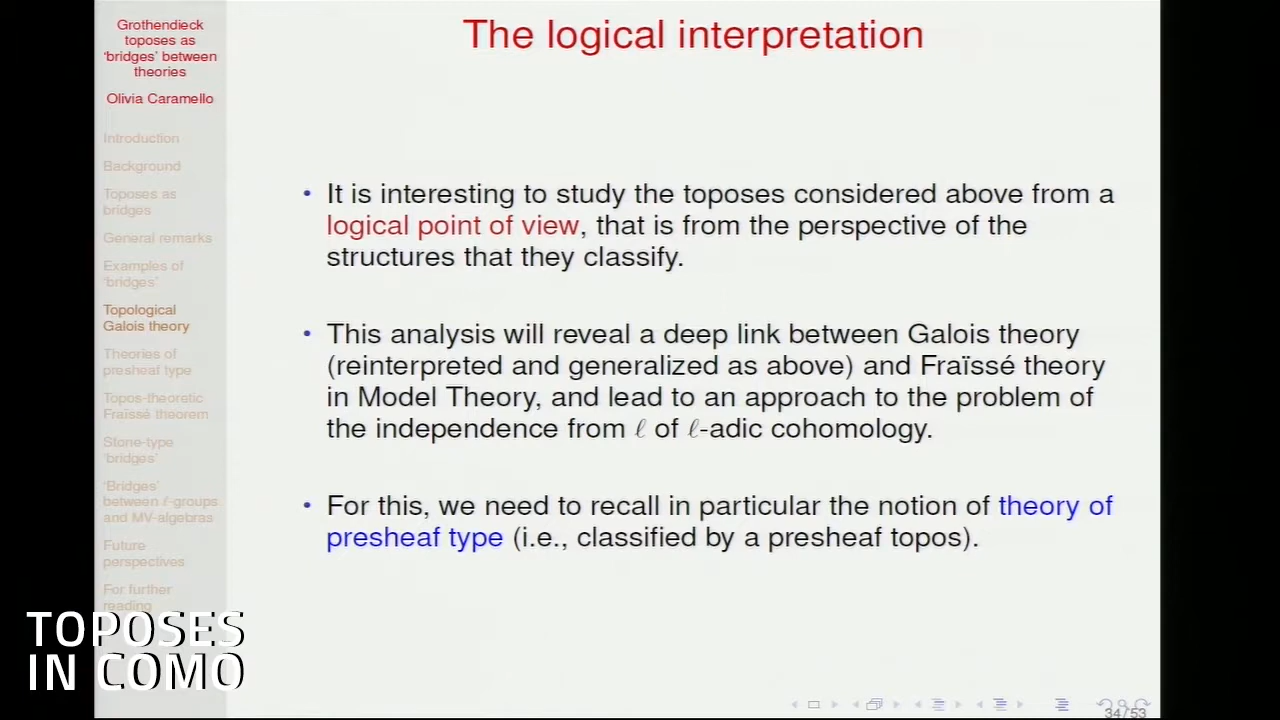 Grothendieck
toposes as
‘bridges’ between
theories
Olivia Caramello
Introduction
Background
Toposes as
bridges
General remarks
Examples of
‘bridges’
Topological
Galois theory
Theories of
presheaf type
Topos-theoretic
Fraïssé theorem
Stone-type
‘bridges’
‘Bridges’
between ℓ-groups
and MV-algebras
Future
perspectives
For further
reading
The logical interpretation
• It is interesting to study the toposes considered above from a
logical point of view, that is from the perspective of the
structures that they classify.
• This analysis will reveal a deep link between Galois theory
(reinterpreted and generalized as above) and Fraïssé theory
in Model Theory, and lead to an approach to the problem of
the independence from ℓ of ℓ-adic cohomology.
• For this, we need to recall in particular the notion of theory of
presheaf type (i.e., classified by a presheaf topos).
TOPOSES
IN COMO
34/53